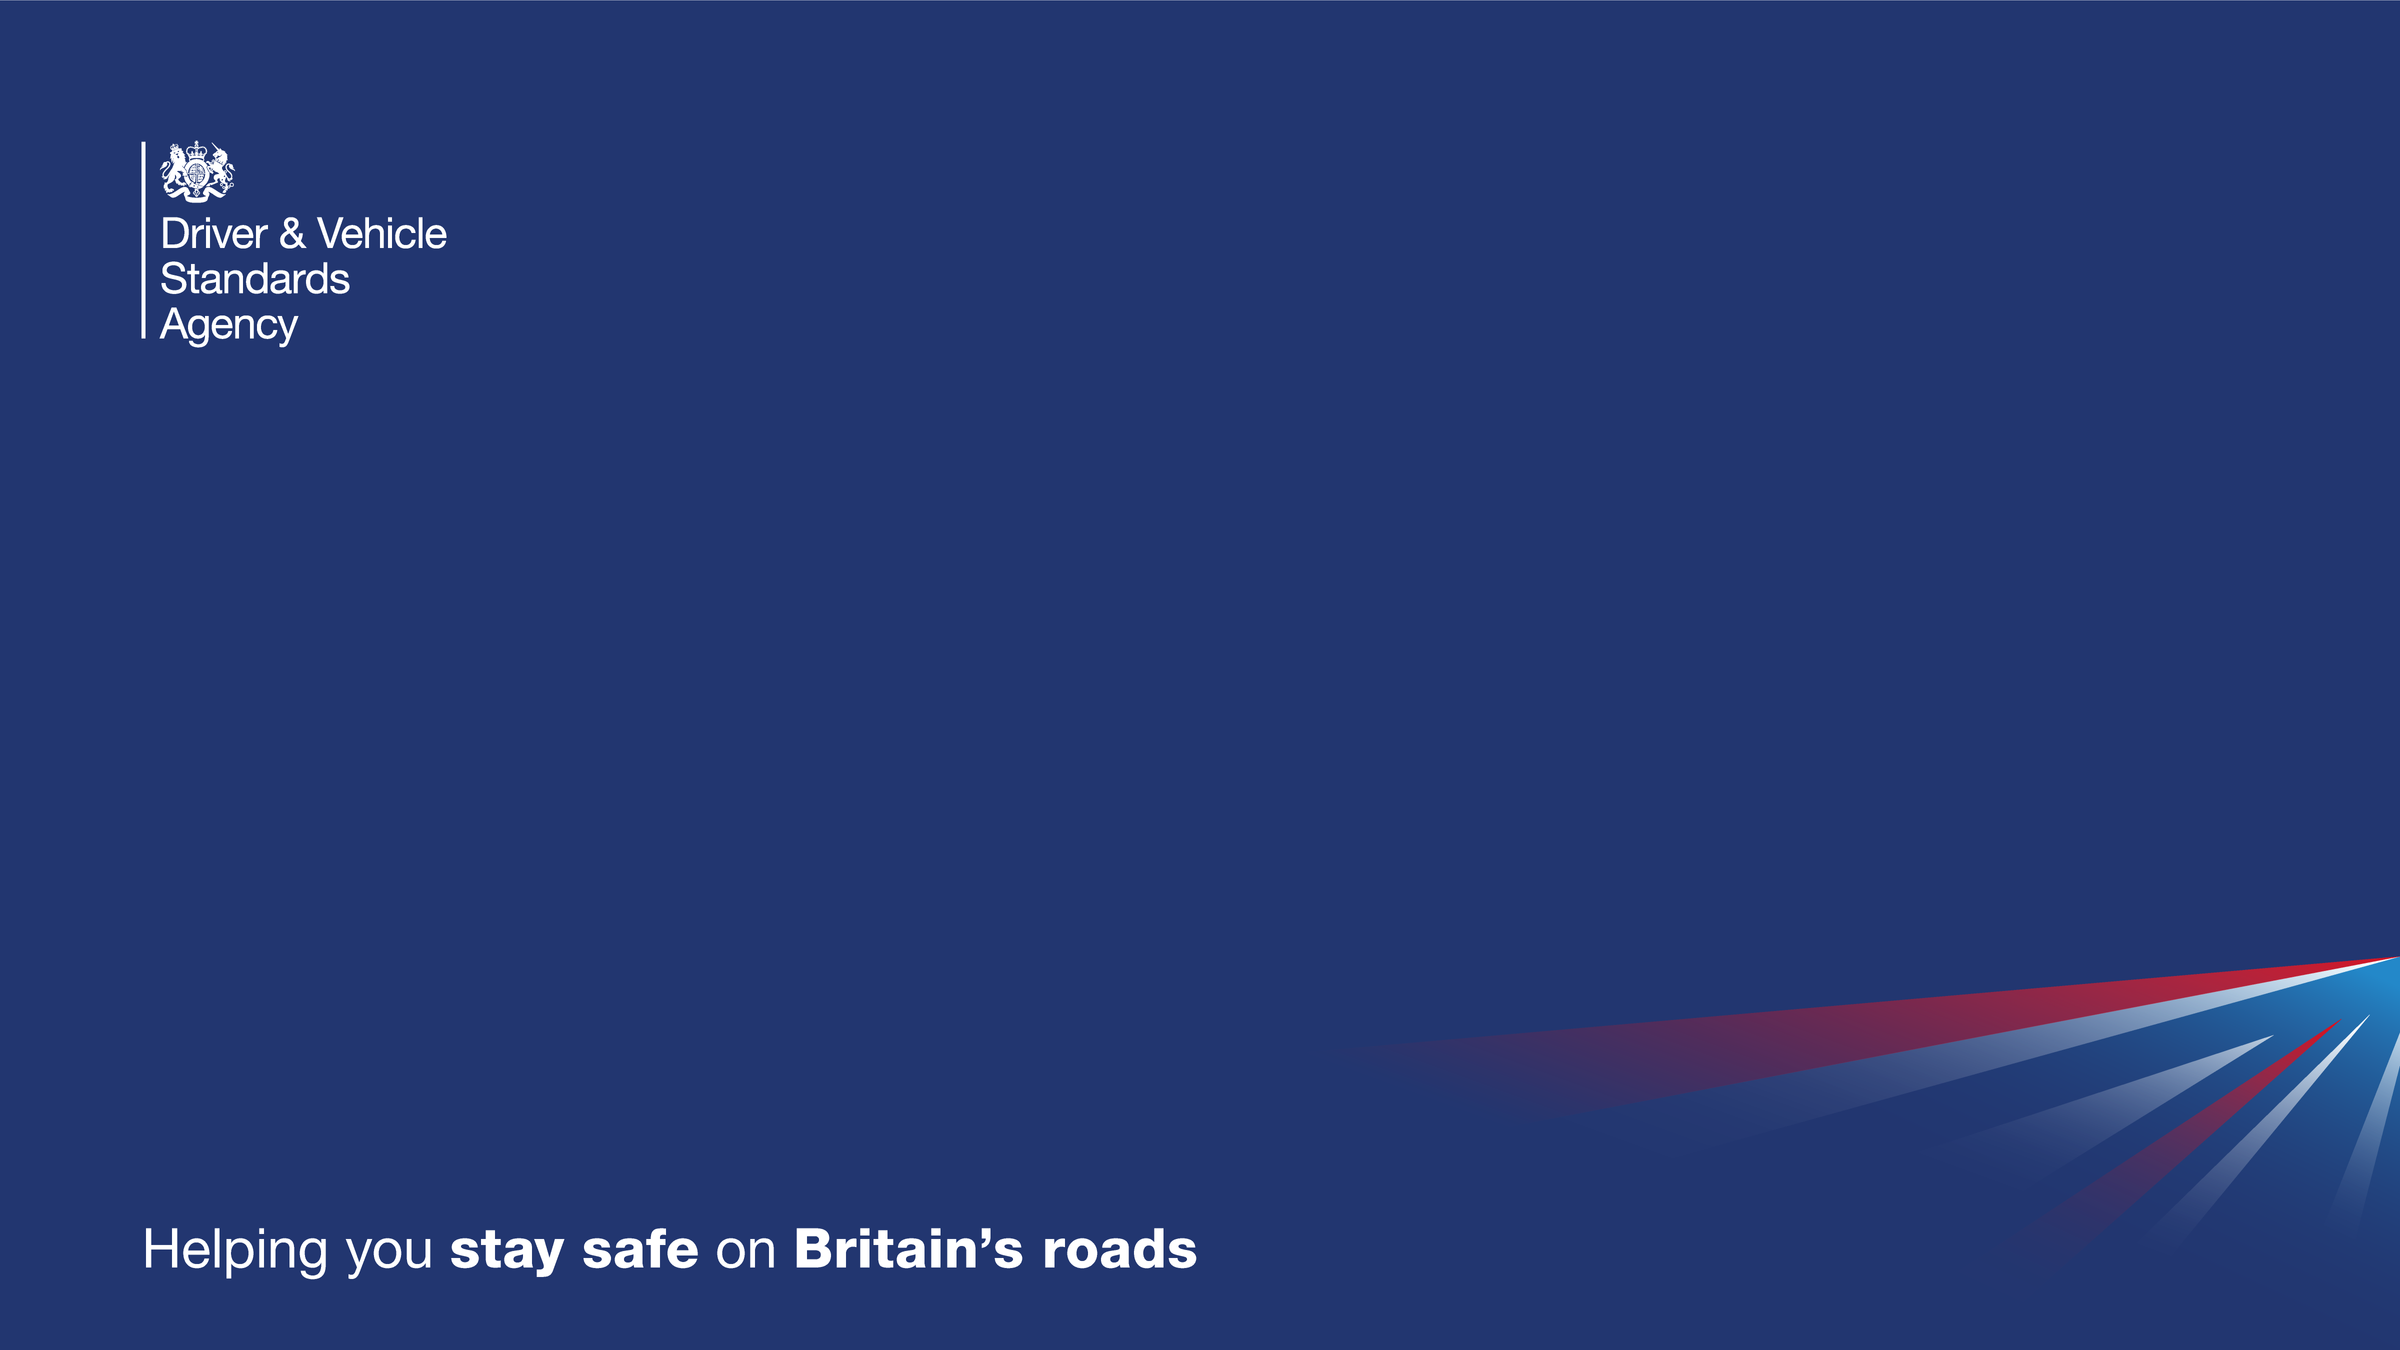 Driver & Vehicle
Standards
Agency
Helping you stay safe on Britain’s roads